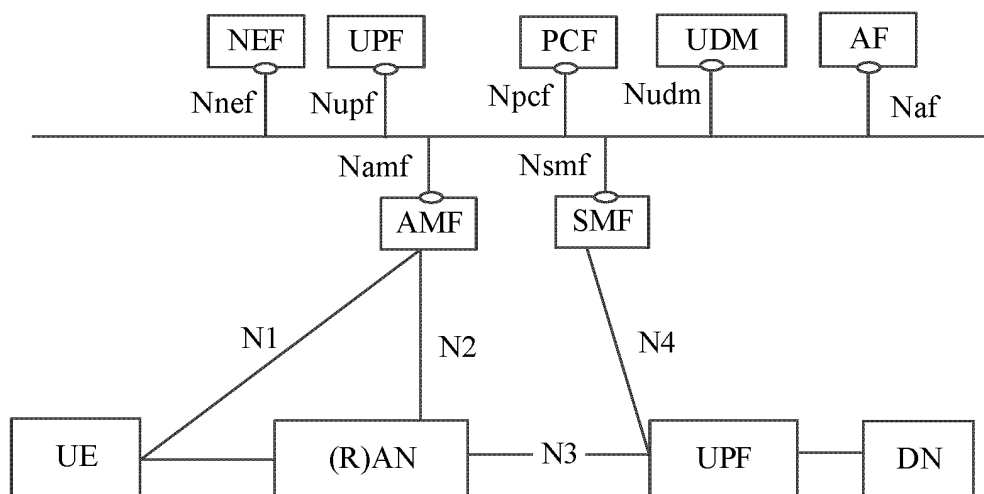 NEF UPF PCF UDM AF
Nnef Nupf Npcf Nudm Naf
Namf Nsmf
AMF SMF
N1 N2 N4
UE (R)AN N3 UPF DN